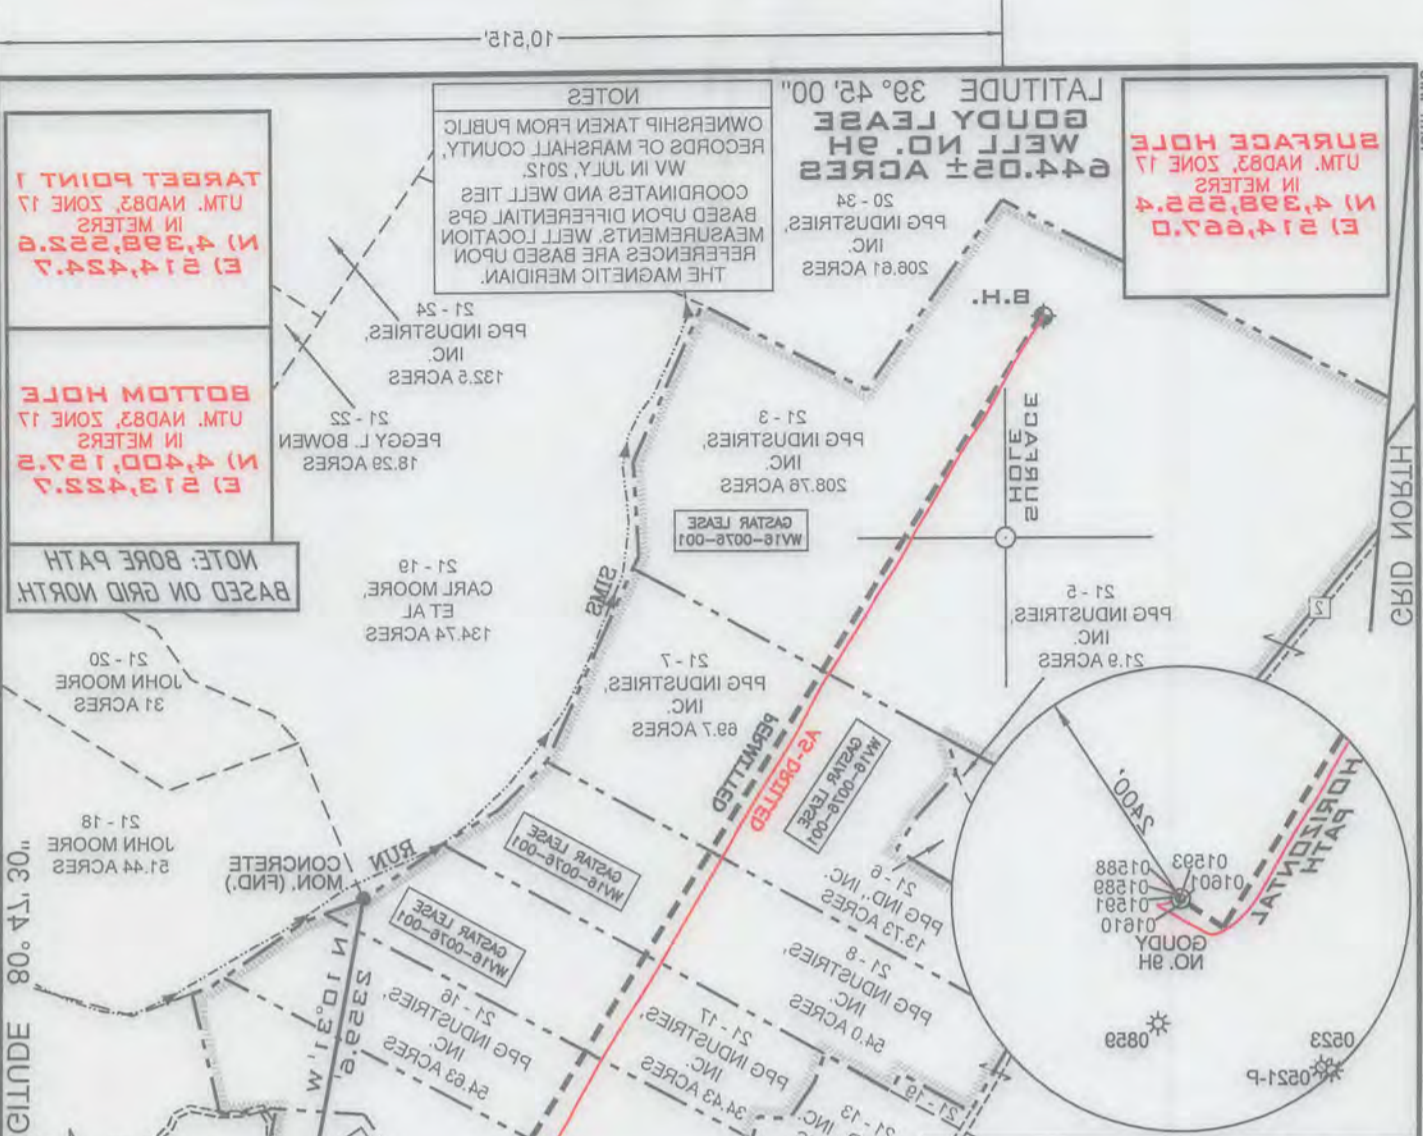 10,515'
LATITUDE 39° 45' 00"
GOUDY LEASE
WELL NO. 9H
644.05± ACRES
SURFACE HOLE
UTM. NAD83, ZONE 17
IN METERS
N) 4,398,555.4
E) 514,667.0
NOTES
OWNERSHIP TAKEN FROM PUBLIC
RECORDS OF MARSHALL COUNTY,
WV IN JULY, 2012.
COORDINATES AND WELL TIES
BASED UPON DIFFERENTIAL GPS
MEASUREMENTS. WELL LOCATION
REFERENCES ARE BASED UPON
THE MAGNETIC MERIDIAN.
TARGET POINT 1
UTM. NAD83, ZONE 17
IN METERS
N) 4,398,552.6
E) 514,424.7
BOTTOM HOLE
UTM. NAD83, ZONE 17
IN METERS
N) 4,400,157.5
E) 513,422.7
NOTE: BORE PATH
BASED ON GRID NORTH.
20 - 34
PPG INDUSTRIES,
INC
206.61 ACRES
B.H.
21 - 24
PPG INDUSTRIES,
INC.
132.5 ACRES
21 - 22
PEGGY L. BOWEN
18.29 ACRES
21 - 3
PPG INDUSTRIES,
INC.
208.76 ACRES
GASTAR LEASE
WV16-0076-001
SURFACE
HOLE
GRID NORTH
2
21 - 5
PPG INDUSTRIES,
INC.
21.9 ACRES
21 - 19
CARL MOORE,
ET AL
134.74 ACRES
SIMS
RUN
21 - 20
JOHN MOORE
31 ACRES
21 - 7
PPG INDUSTRIES,
INC.
69.7 ACRES
PERMITTED
AS-DRILLED
GASTAR LEASE
WV16-0076-001
21 - 18
JOHN MOORE
51.44 ACRES
CONCRETE
MON. (FND.)
GASTAR LEASE
WV16-0076-001
GASTAR LEASE
WV16-0076-001
21 - 6
PPG IND., INC.
13.73 ACRES
21 - 8
PPG INDUSTRIES,
INC.
54.0 ACRES
21 - 16
PPG INDUSTRIES,
INC.
54.63 ACRES
21 - 17
PPG INDUSTRIES,
INC.
34.43 ACRES
21 - 19
21 - 13
INC.
N 10°31' W
2359.6'
GITUDE 80° 47' 30"
2400'
HORIZONTAL
PATH
01593
01601
01588
01589
01591
01610
GOUDY
NO. 9H
0859
0523
0521-P